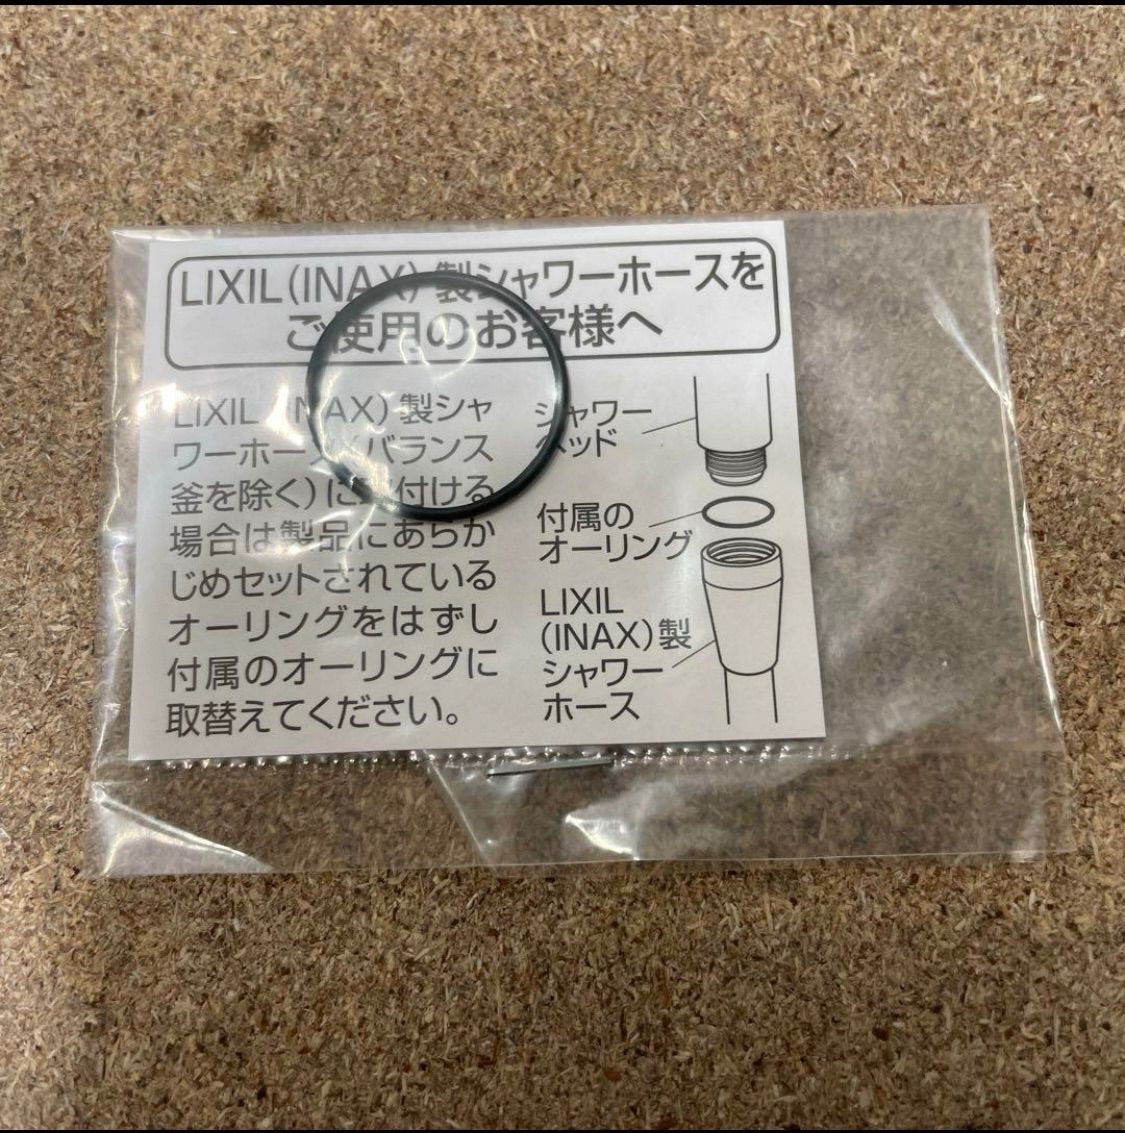 LIXIL(INAX)製シャワーホースを
ご使用のお客様へ
LIXIL(INAX)製シャ
ワーホー(バランス
釜を除く)に付ける
場合は製品にあらか
じめセットされている
オーリングをはずし
付属のオーリングに
取替えてください。
シャワー
ヘッド
付属の
オーリング
LIXIL
(INAX)製
シャワー
ホース